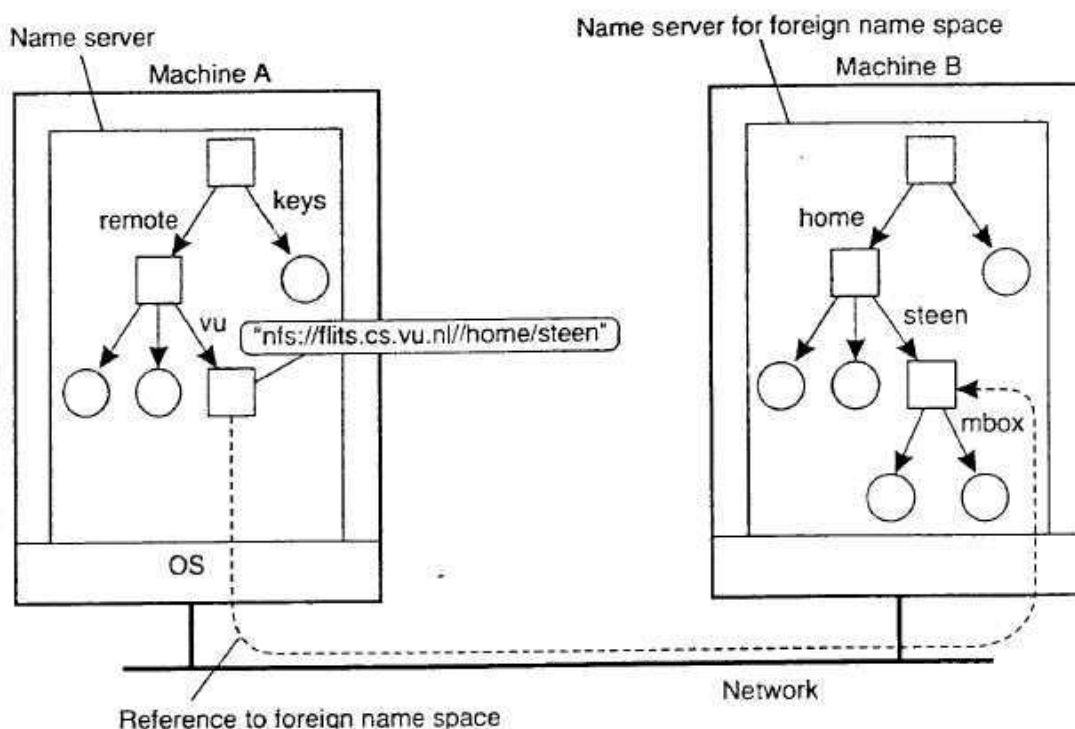 Name server
Name server for foreign name space
Machine A
Machine B
remote
keys
home
vu
"nfs://flits.cs.vu.nl//home/steen"
steen
mbox
OS
Network
Reference to foreign name space